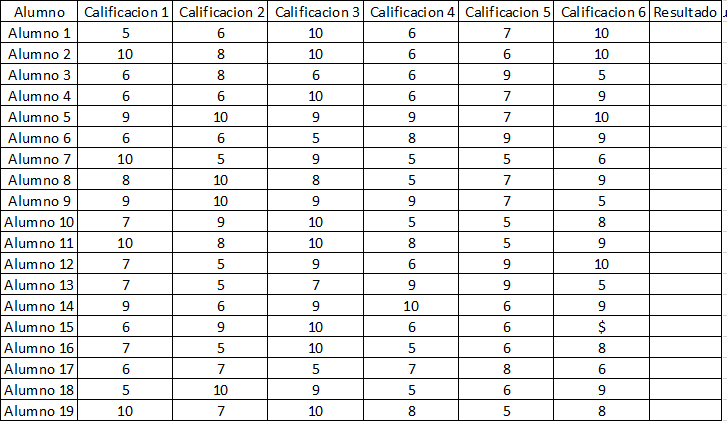 Alumno Calificacion 1 Calificacion 2 Calificacion 3 Calificacion 4 Calificacion 5 Calificacion 6 Resultado
Alumno 1 5 6 10 6 7 10
Alumno 2 10 8 10 6 6 10
Alumno 3 6 8 6 6 9 5
Alumno 4 6 6 10 6 7 9
Alumno 5 9 10 9 9 7 10
Alumno 6 6 6 5 8 9 9
Alumno 7 10 5 9 5 5 6
Alumno 8 8 10 8 5 7 9
Alumno 9 9 10 9 9 7 5
Alumno 10 7 9 10 5 5 8
Alumno 11 10 8 10 8 5 9
Alumno 12 7 5 9 6 9 10
Alumno 13 7 5 7 9 9 5
Alumno 14 9 6 9 10 6 9
Alumno 15 6 9 10 6 6 $
Alumno 16 7 5 10 5 6 8
Alumno 17 6 7 5 7 8 6
Alumno 18 5 10 9 5 6 9
Alumno 19 10 7 10 8 5 8